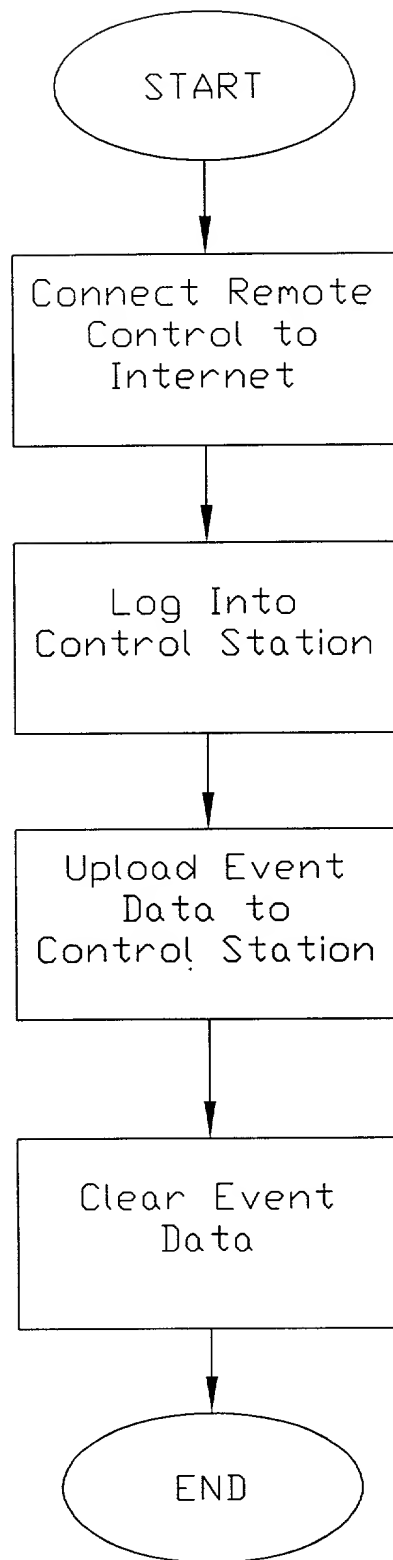 START
Connect Remote
Control to
Internet
Log Into
Control Station
Upload Event
Data to
Control Station
Clear Event
Data
END